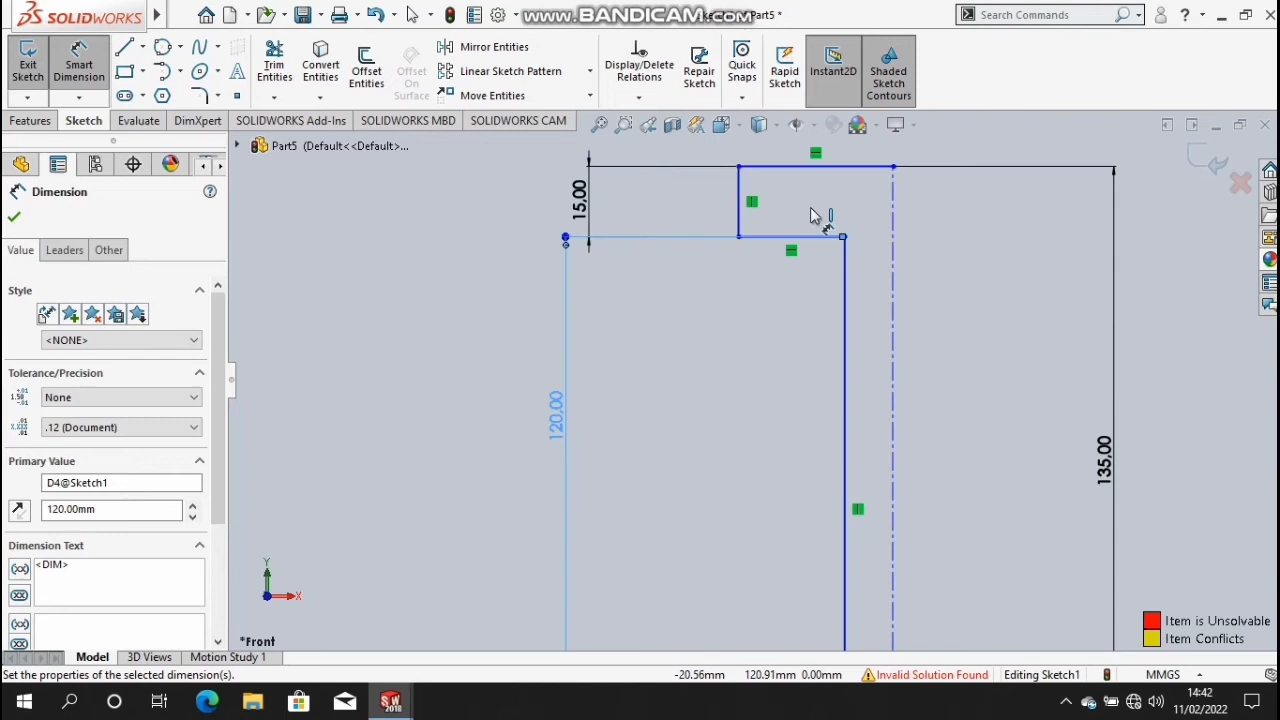 SOLIDWORKS
www.BANDICAM.com
Part5 *
Search Commands
Exit Sketch
Smart Dimension
Trim Entities
Convert Entities
Offset Entities
Offset On Surface
Mirror Entities
Linear Sketch Pattern
Move Entities
Display/Delete Relations
Repair Sketch
Quick Snaps
Rapid Sketch
Instant2D
Shaded Sketch Contours
Features
Sketch
Evaluate
DimXpert
SOLIDWORKS Add-Ins
SOLIDWORKS MBD
SOLIDWORKS CAM
Part5 (Default<<Default>...
Dimension
Value
Leaders
Other
Style
<NONE>
Tolerance/Precision
None
.12 (Document)
Primary Value
D4@Sketch1
120.00mm
Dimension Text
<DIM>
15,00
120,00
135,00
Y
X
*Front
Item is Unsolvable
Item Conflicts
Model
3D Views
Motion Study 1
Set the properties of the selected dimension(s).
-20.56mm
120.91mm 0.00mm
Invalid Solution Found
Editing Sketch1
MMGS
SW
2018
14:42
11/02/2022